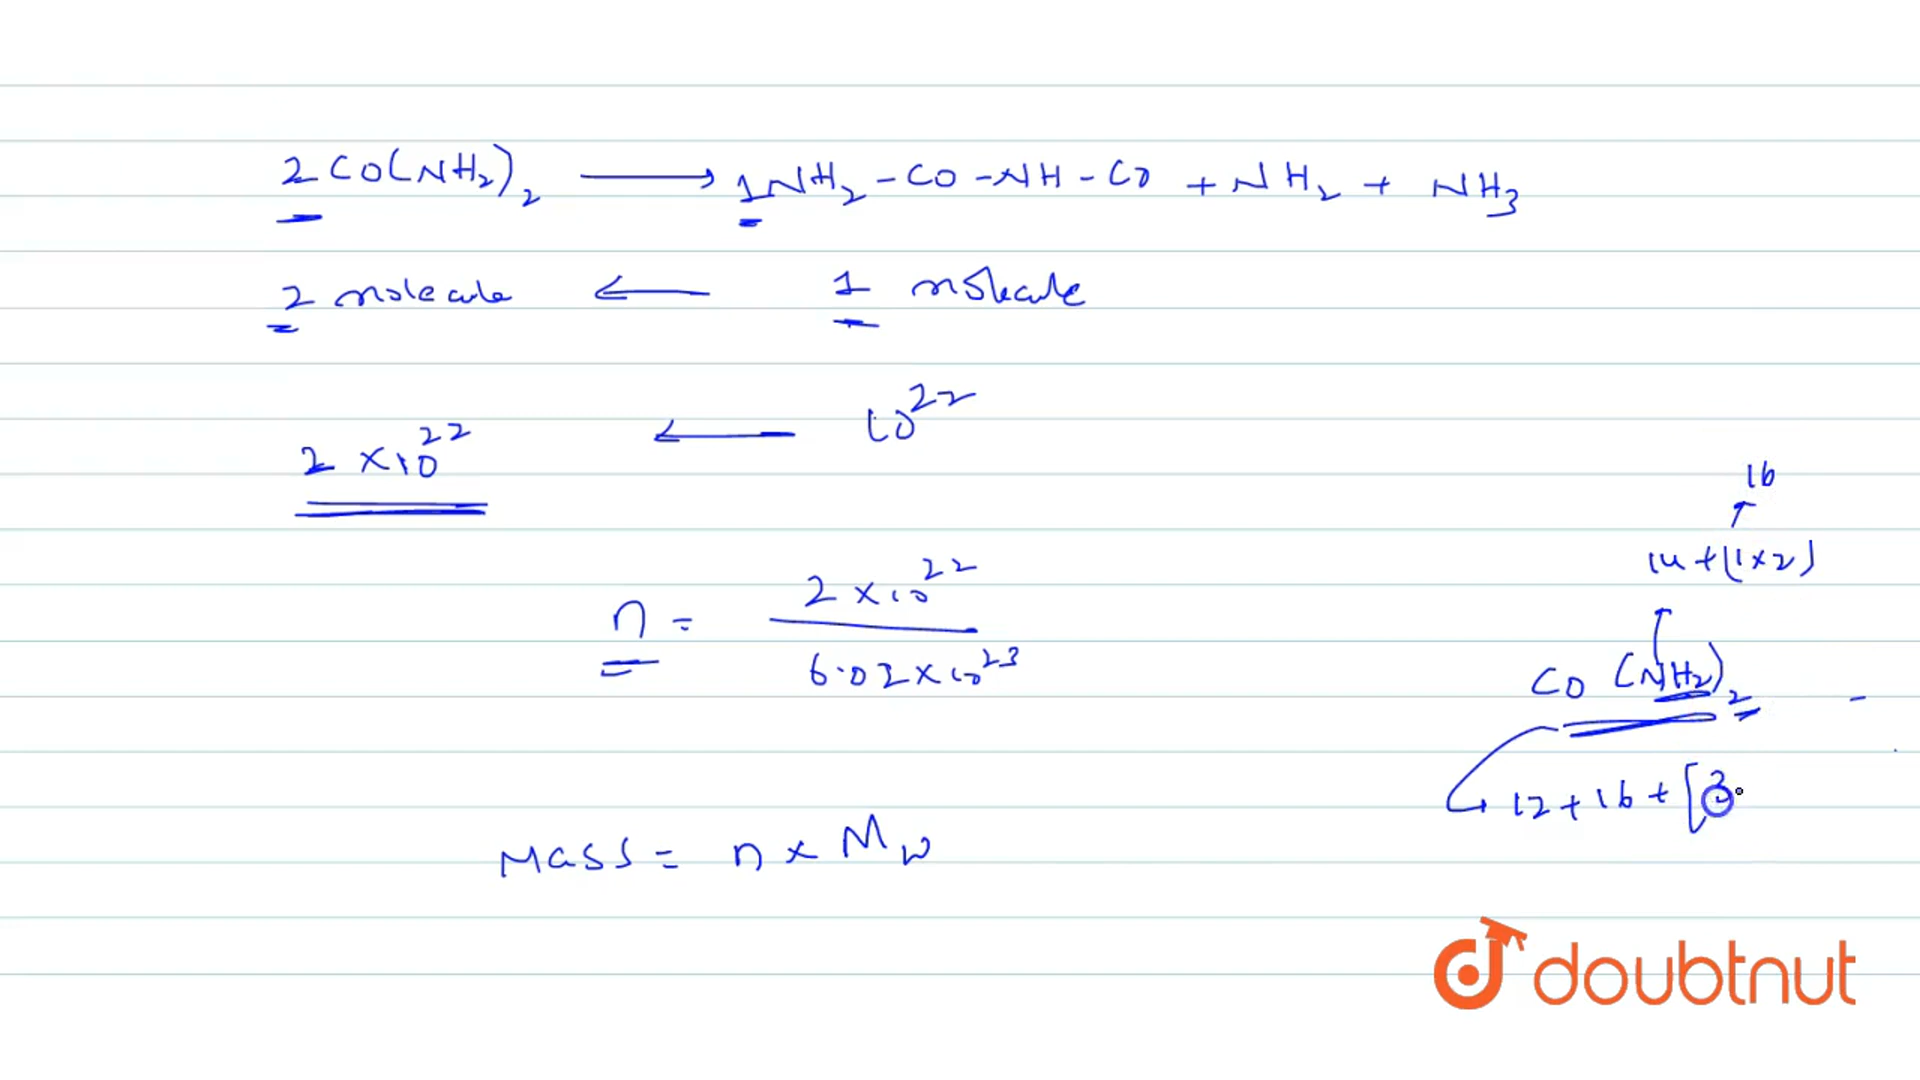 2 CO(NH2)2 ⟶ 1NH2 - CO - NH - CO + NH2 + NH3
2 molecule ⟵ 1 molecule
2 × 10^22 ⟵ 10^22
n = 2 × 10^22 / 6.02 × 10^23
16
↑
14 + (1×2)
↑
CO (NH2)2 -
↳ 12 + 16 + [3
Mass = n × Mw
doubtnut